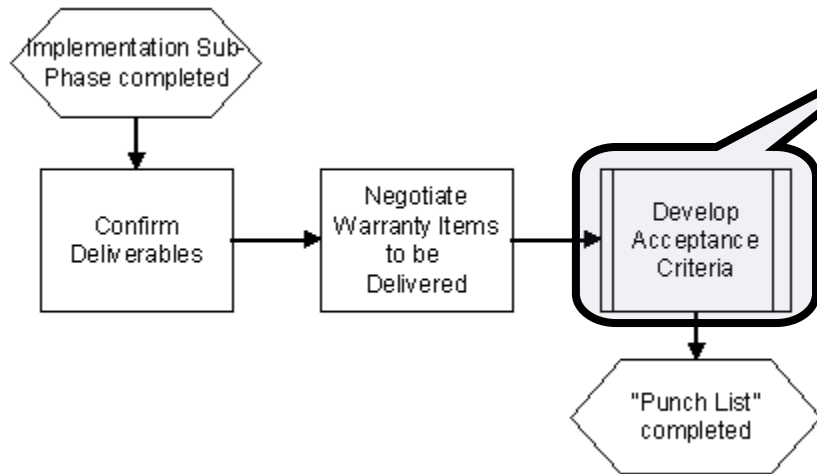 Implementation Sub-
Phase completed
Confirm
Deliverables
Negotiate
Warranty Items
to be
Delivered
Develop
Acceptance
Criteria
"Punch List"
completed